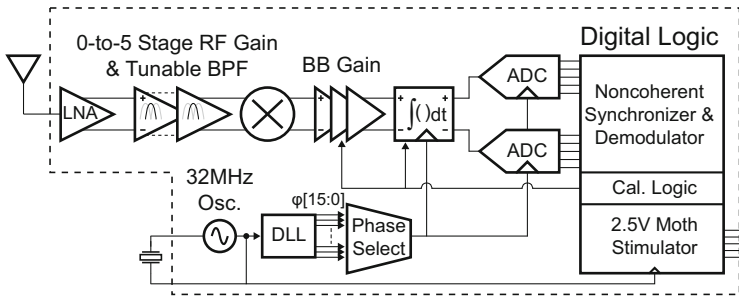 0-to-5 Stage RF Gain
& Tunable BPF
BB Gain
Digital Logic
LNA
+
−
+
−
+
−
∫()dt
ADC
ADC
Noncoherent
Synchronizer &
Demodulator
Cal. Logic
2.5V Moth
Stimulator
32MHz
Osc.
φ[15:0]
DLL
Phase
Select